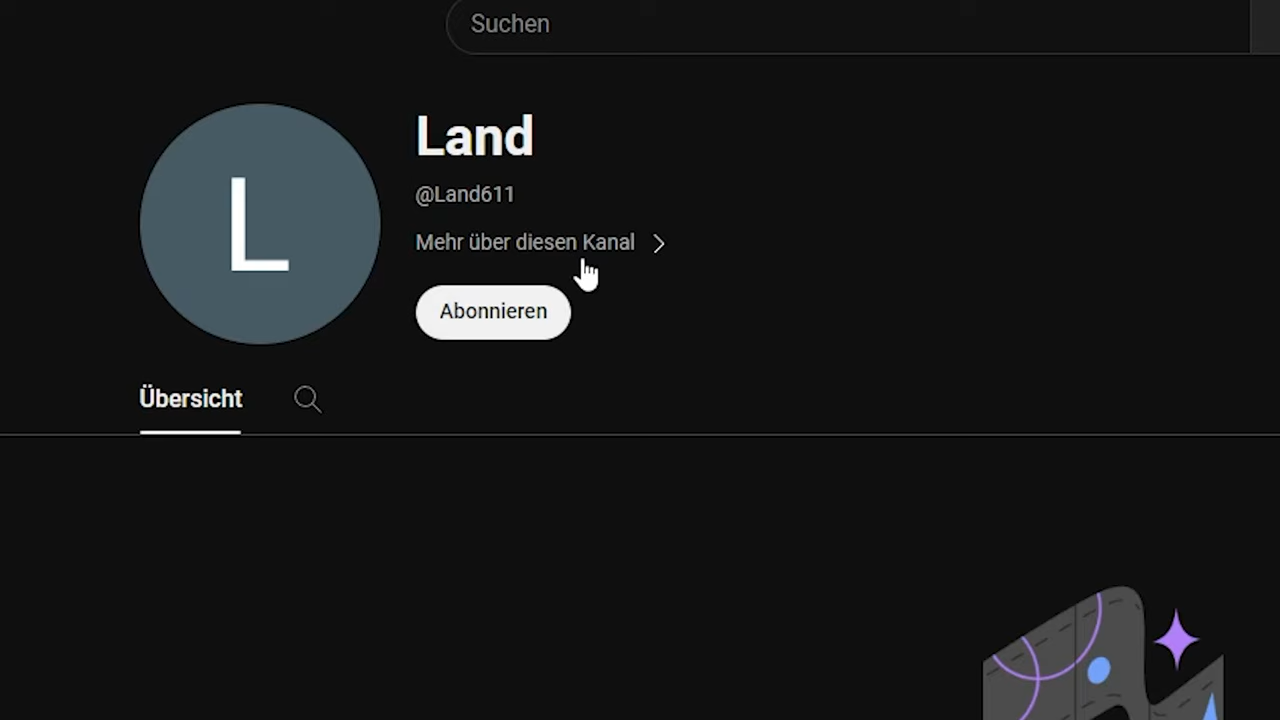 Suchen
L
Land
@Land611
Mehr über diesen Kanal
Abonnieren
Übersicht